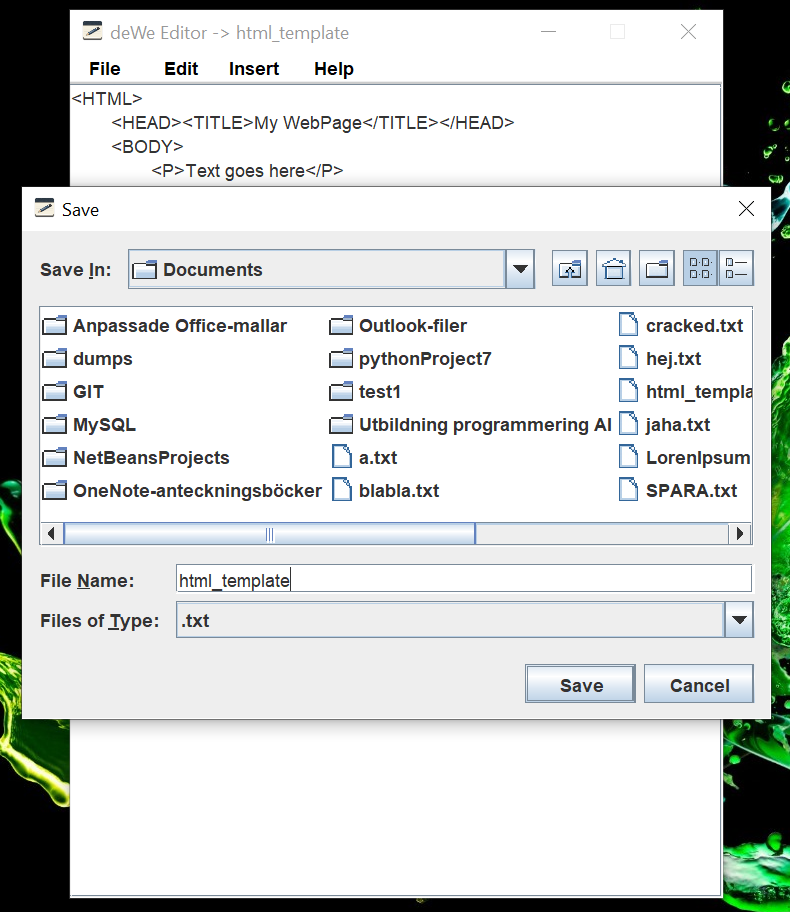 deWe Editor -> html_template
File Edit Insert Help
<HTML>
<HEAD><TITLE>My WebPage</TITLE></HEAD>
<BODY>
<P>Text goes here</P>
Save
Save In: Documents
Anpassade Office-mallar
dumps
GIT
MySQL
NetBeansProjects
OneNote-anteckningsböcker
Outlook-filer
pythonProject7
test1
Utbildning programmering AI
a.txt
blabla.txt
cracked.txt
hej.txt
html_templa
jaha.txt
LorenIpsum
SPARA.txt
File Name: html_template
Files of Type: .txt
Save Cancel